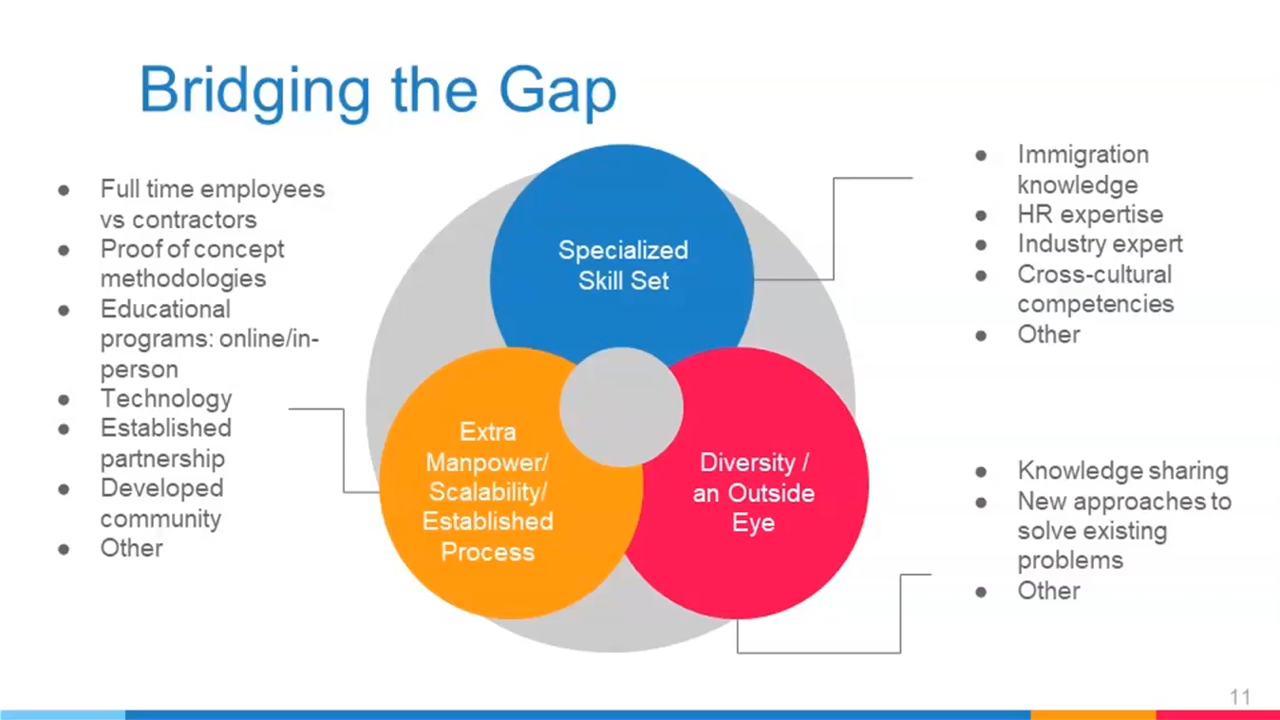 Bridging the Gap
● Full time employees
vs contractors
● Proof of concept
methodologies
● Educational
programs: online/in-
person
● Technology
● Established
partnership
● Developed
community
● Other
Specialized
Skill Set
Extra
Manpower/
Scalability/
Established
Process
Diversity /
an Outside
Eye
● Immigration
knowledge
● HR expertise
● Industry expert
● Cross-cultural
competencies
● Other
● Knowledge sharing
● New approaches to
solve existing
problems
● Other
11